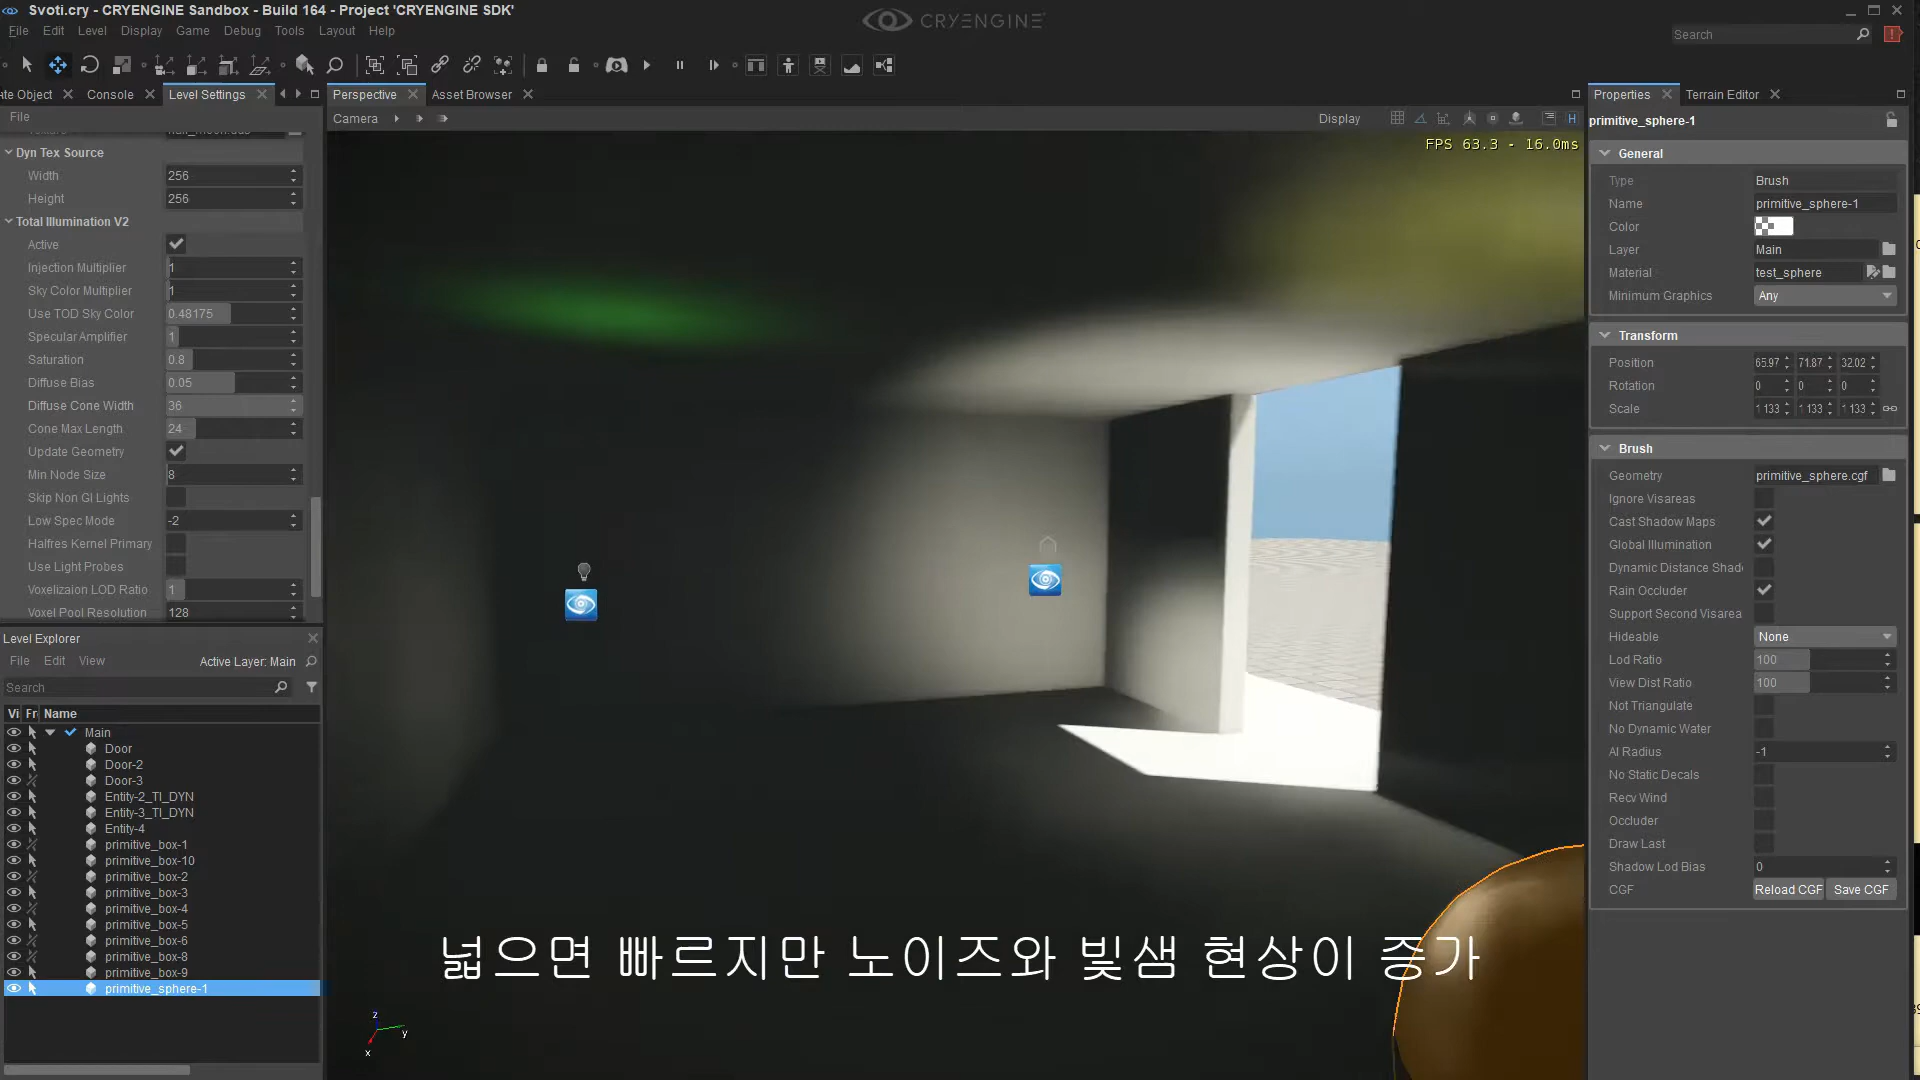 Svoti.cry - CRYENGINE Sandbox - Build 164 - Project 'CRYENGINE SDK'
CRYENGINE
File Edit Level Display Game Debug Tools Layout Help
Search
te Object Console Level Settings
Perspective Asset Browser
Properties Terrain Editor
File
Camera
Display
H
FPS 63.3 - 16.0ms
Dyn Tex Source
Width 256
Height 256
Total Illumination V2
Active
Injection Multiplier 1
Sky Color Multiplier 1
Use TOD Sky Color 0.48175
Specular Amplifier 1
Saturation 0.8
Diffuse Bias 0.05
Diffuse Cone Width 36
Cone Max Length 24
Update Geometry
Min Node Size 8
Skip Non GI Lights
Low Spec Mode -2
Halfres Kernel Primary
Use Light Probes
Voxelizaion LOD Ratio 1
Voxel Pool Resolution 128
Level Explorer
File Edit View Active Layer: Main
Search
Vi Fr Name
Main
Door
Door-2
Door-3
Entity-2_TI_DYN
Entity-3_TI_DYN
Entity-4
primitive_box-1
primitive_box-10
primitive_box-2
primitive_box-3
primitive_box-4
primitive_box-5
primitive_box-6
primitive_box-8
primitive_box-9
primitive_sphere-1
z
y
x
넓으면 빠르지만 노이즈와 빛샘 현상이 증가
primitive_sphere-1
General
Type Brush
Name primitive_sphere-1
Color
Layer Main
Material test_sphere
Minimum Graphics Any
Transform
Position 65.97 71.87 32.02
Rotation 0 0 0
Scale 1.133 1.133 1.133
Brush
Geometry primitive_sphere.cgf
Ignore Visareas
Cast Shadow Maps
Global Illumination
Dynamic Distance Shad
Rain Occluder
Support Second Visarea
Hideable None
Lod Ratio 100
View Dist Ratio 100
Not Triangulate
No Dynamic Water
AI Radius -1
No Static Decals
Recv Wind
Occluder
Draw Last
Shadow Lod Bias 0
CGF Reload CGF Save CGF